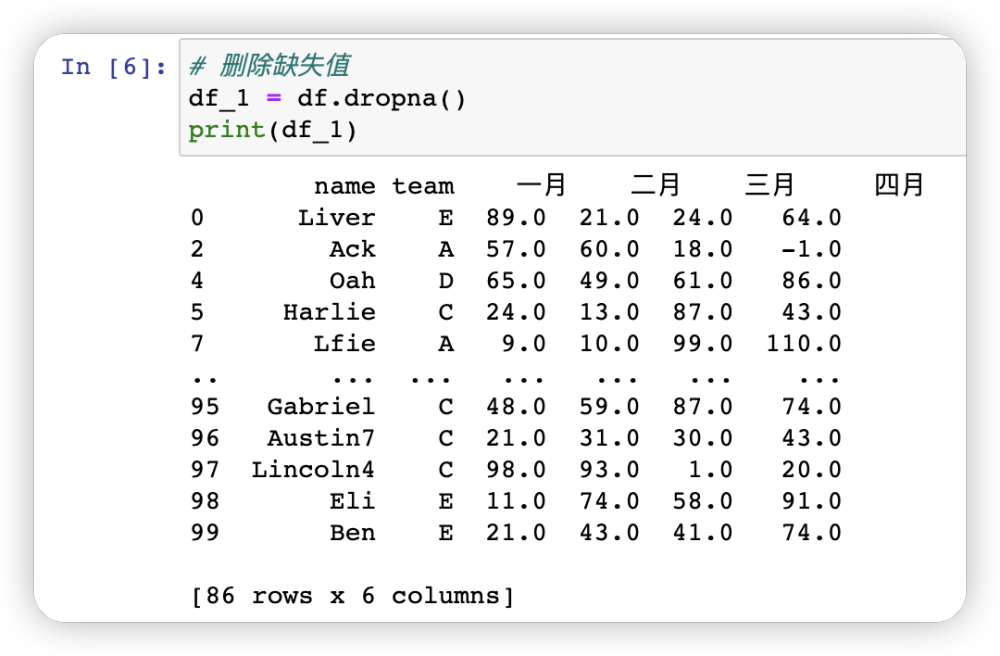 In [6]: # 删除缺失值
df_1 = df.dropna()
print(df_1)
name team 一月 二月 三月 四月
0 Liver E 89.0 21.0 24.0 64.0
2 Ack A 57.0 60.0 18.0 -1.0
4 Oah D 65.0 49.0 61.0 86.0
5 Harlie C 24.0 13.0 87.0 43.0
7 Lfie A 9.0 10.0 99.0 110.0
.. ... ... ... ... ... ...
95 Gabriel C 48.0 59.0 87.0 74.0
96 Austin7 C 21.0 31.0 30.0 43.0
97 Lincoln4 C 98.0 93.0 1.0 20.0
98 Eli E 11.0 74.0 58.0 91.0
99 Ben E 21.0 43.0 41.0 74.0
[86 rows x 6 columns]